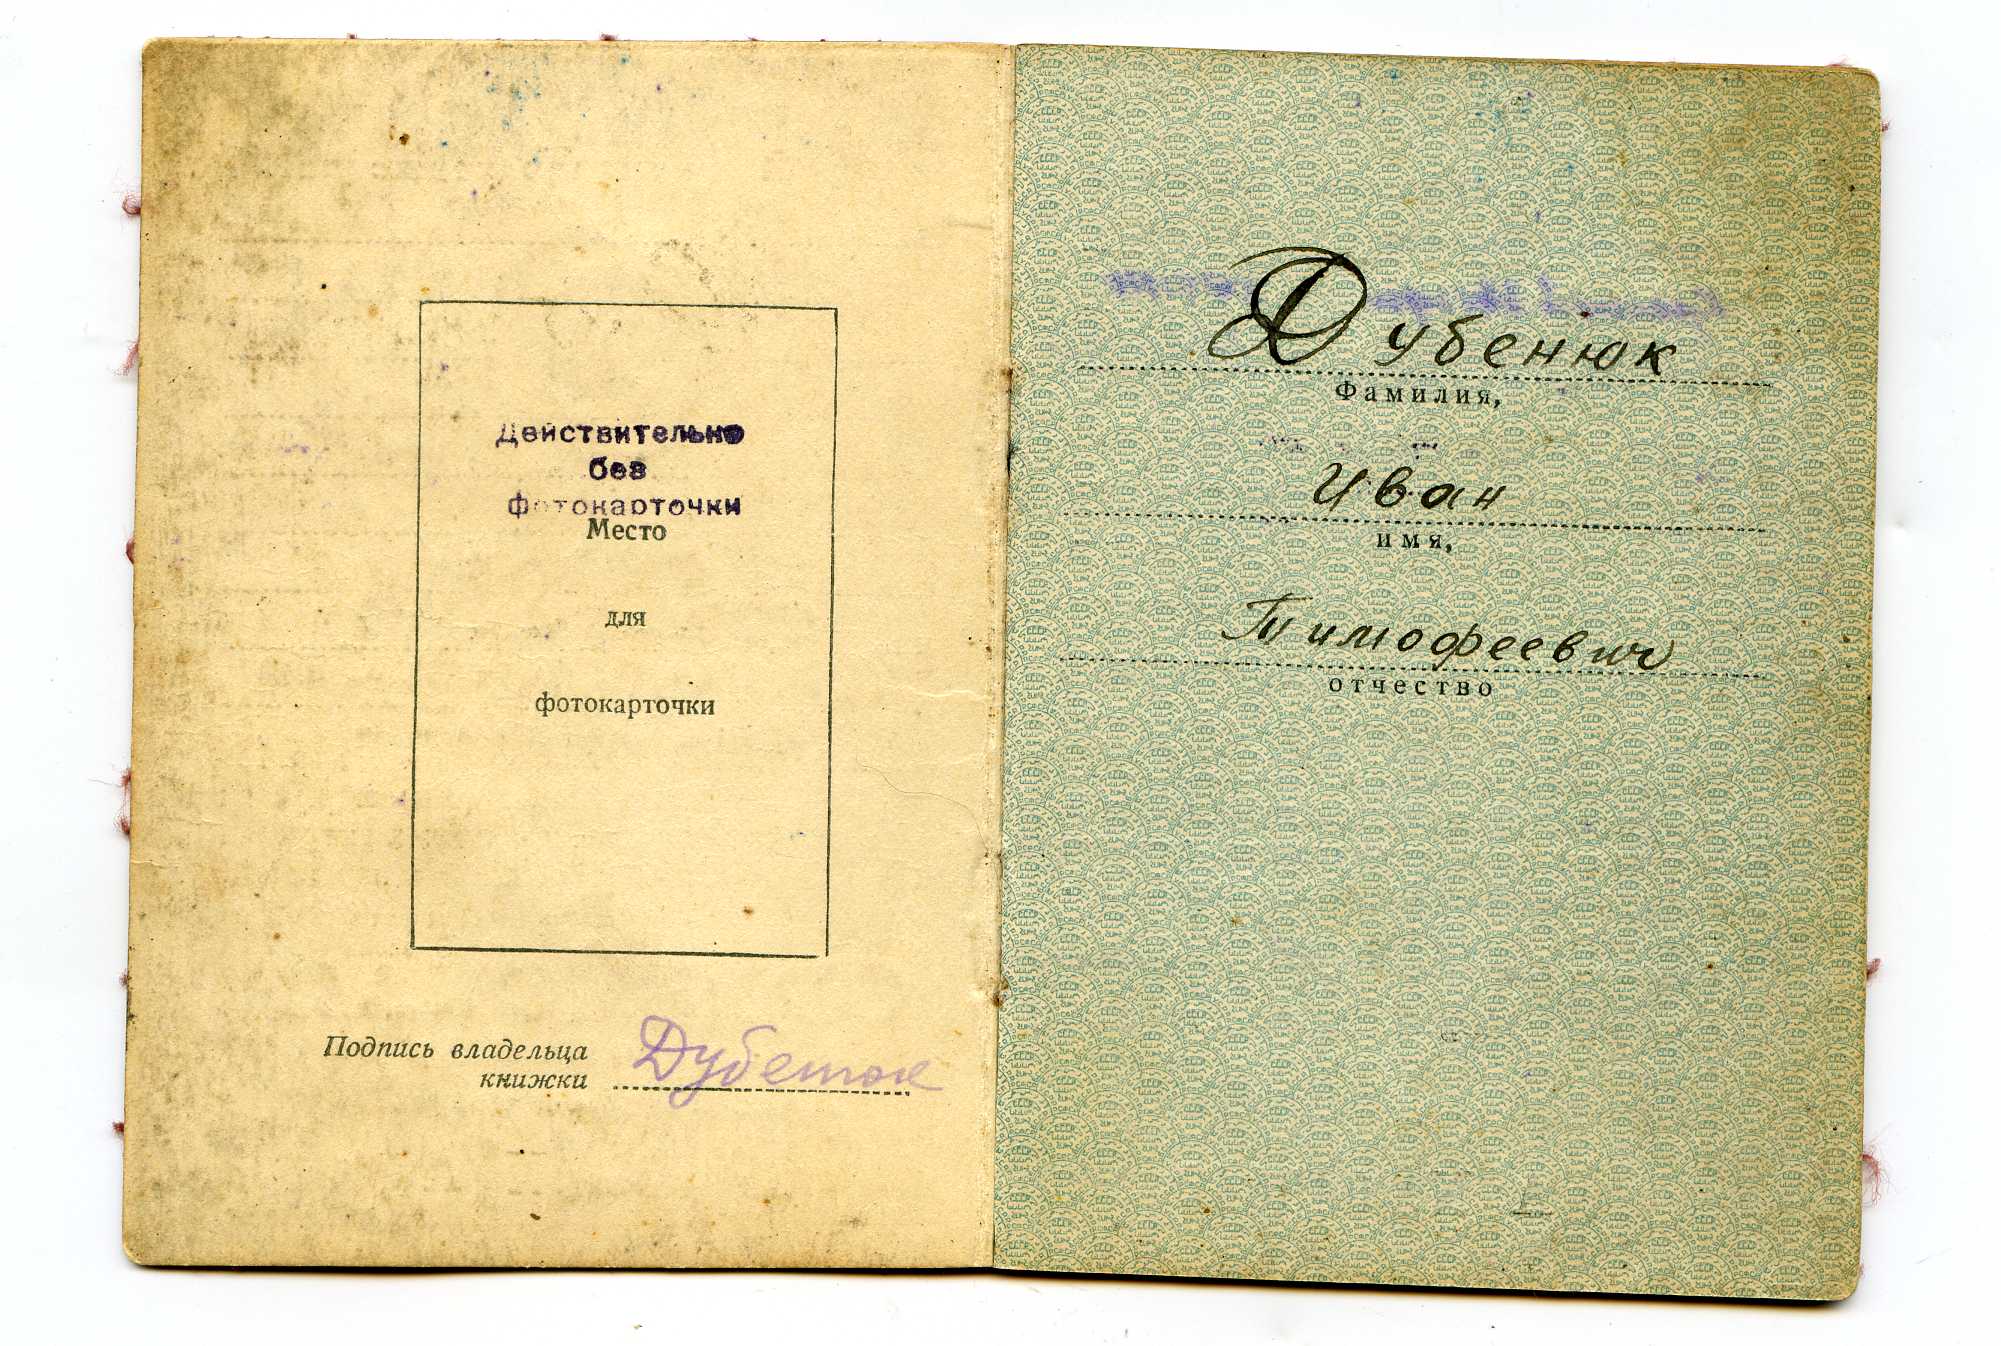 Действительно
без
фотокарточки
Место
для
фотокарточки
Подпись владельца
книжки
Дубенюк
Дубенюк
Фамилия,
Иван
имя,
Тимофеевич
отчество